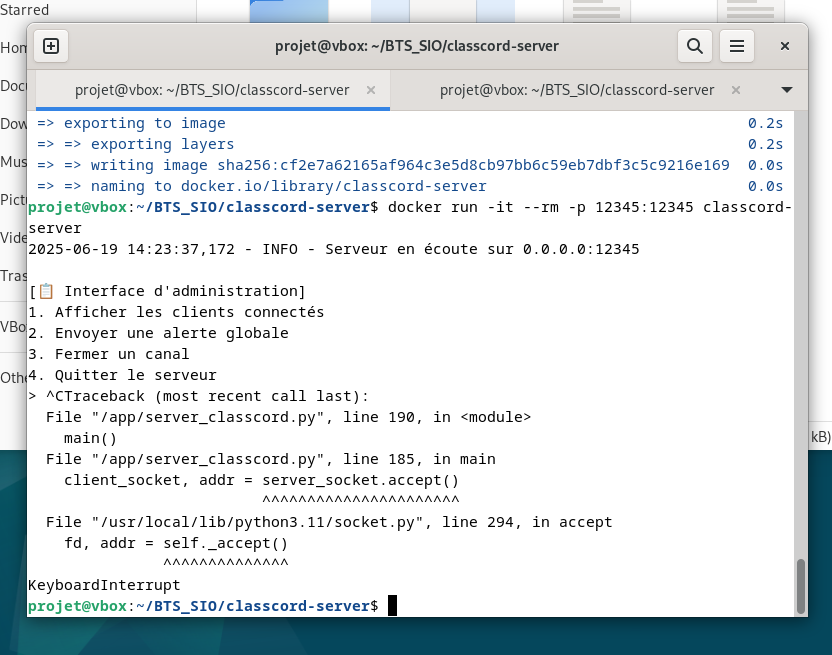 Starred
projet@vbox: ~/BTS_SIO/classcord-server
projet@vbox: ~/BTS_SIO/classcord-server
projet@vbox: ~/BTS_SIO/classcord-server
=> exporting to image 0.2s
=> => exporting layers 0.2s
=> => writing image sha256:cf2e7a62165af964c3e5d8cb97bb6c59eb7dbf3c5c9216e169 0.0s
=> => naming to docker.io/library/classcord-server 0.0s
projet@vbox:~/BTS_SIO/classcord-server$ docker run -it --rm -p 12345:12345 classcord-
server
2025-06-19 14:23:37,172 - INFO - Serveur en écoute sur 0.0.0.0:12345
[📋 Interface d'administration]
1. Afficher les clients connectés
2. Envoyer une alerte globale
3. Fermer un canal
4. Quitter le serveur
> ^CTraceback (most recent call last):
File "/app/server_classcord.py", line 190, in <module>
main()
File "/app/server_classcord.py", line 185, in main
client_socket, addr = server_socket.accept()
^^^^^^^^^^^^^^^^^^^^^^
File "/usr/local/lib/python3.11/socket.py", line 294, in accept
fd, addr = self._accept()
^^^^^^^^^^^^^^
KeyboardInterrupt
projet@vbox:~/BTS_SIO/classcord-server$
Hom
Docu
Dow
Mus
Pictu
Vide
Tras
VBo
Othe
kB)